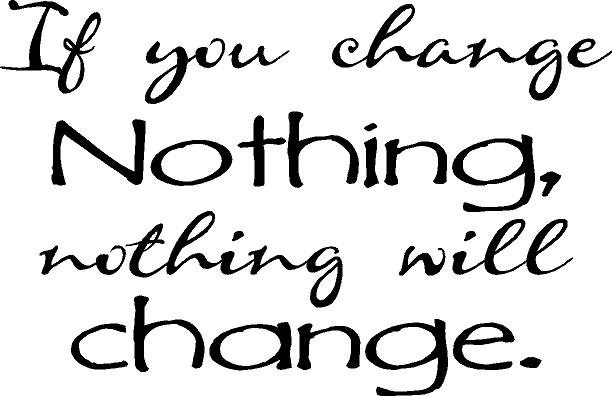 If you change
Nothing,
nothing will
change.